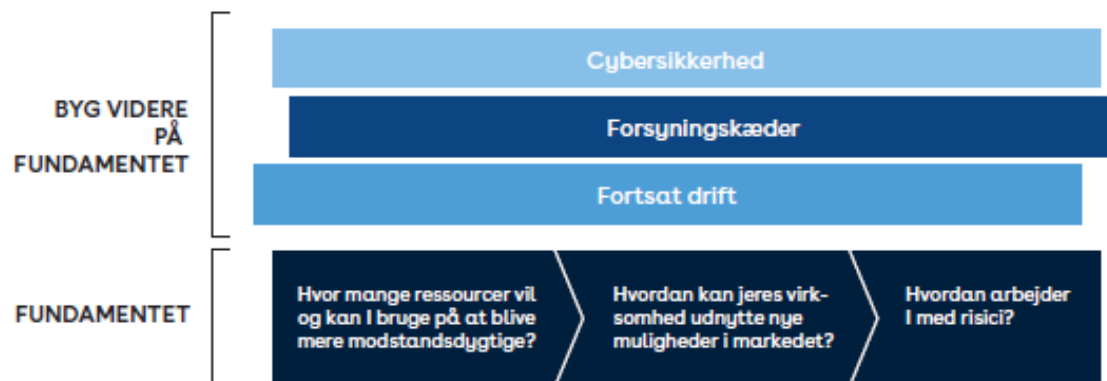 BYG VIDERE
PÅ
FUNDAMENTET
Cybersikkerhed
Forsyningskæder
Fortsat drift
FUNDAMENTET
Hvor mange ressourcer vil
og kan I bruge på at blive
mere modstandsdygtige?
Hvordan kan jeres virk-
somhed udnytte nye
muligheder i markedet?
Hvordan arbejder
I med risici?